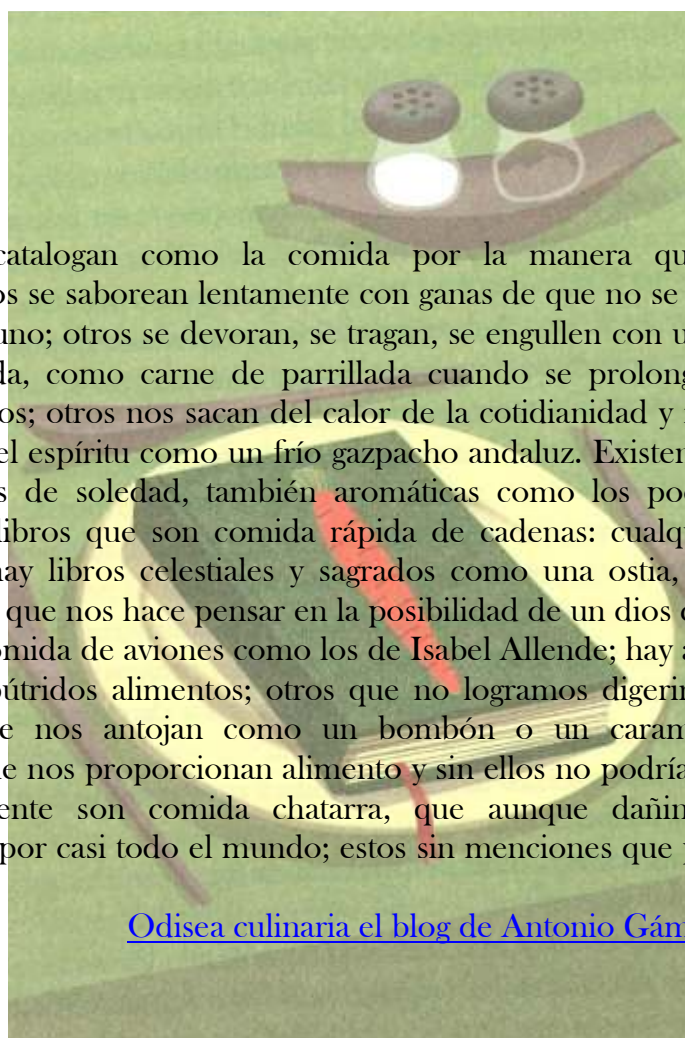 catalogan como la comida por la manera qu
os se saborean lentamente con ganas de que no se
uno; otros se devoran, se tragan, se engullen con u
da, como carne de parrillada cuando se prolong
os; otros nos sacan del calor de la cotidianidad y
el espíritu como un frío gazpacho andaluz. Existen
s de soledad, también aromáticas como los poe
libros que son comida rápida de cadenas: cualqu
hay libros celestiales y sagrados como una ostia,
que nos hace pensar en la posibilidad de un dios
omida de aviones como los de Isabel Allende; hay a
pútridos alimentos; otros que no logramos digerir
e nos antojan como un bombón o un caram
e nos proporcionan alimento y sin ellos no podría
ente son comida chatarra, que aunque dañin
por casi todo el mundo; estos sin menciones que p
Odisea culinaria el blog de Antonio Gám